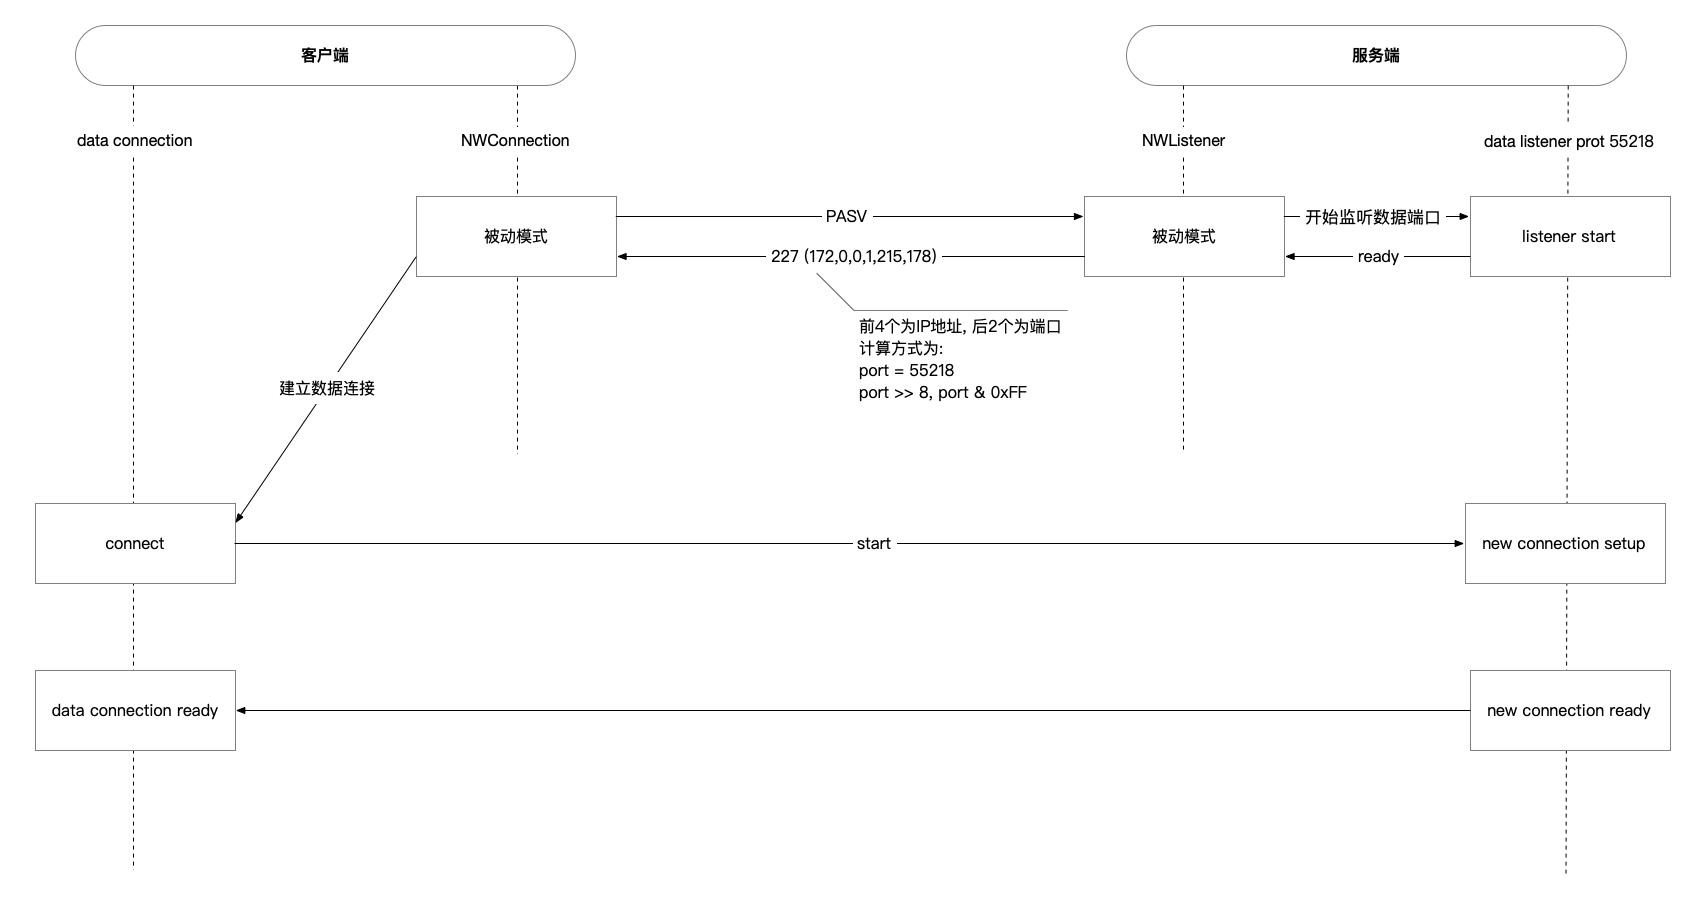 客户端
服务端
data connection
NWConnection
NWListener
data listener prot 55218
被动模式
PASV
被动模式
开始监听数据端口
listener start
227 (172,0,0,1,215,178)
ready
前4个为IP地址, 后2个为端口
计算方式为:
port = 55218
port >> 8, port & 0xFF
建立数据连接
connect
start
new connection setup
data connection ready
new connection ready